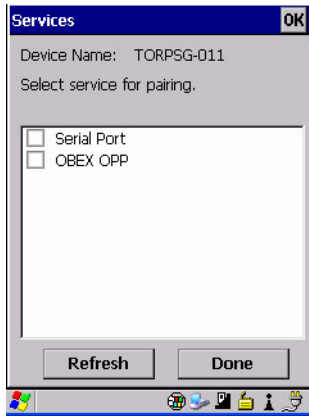 Services OK
Device Name: TORPSG-011
Select service for pairing.
Serial Port
OBEX OPP
Refresh Done